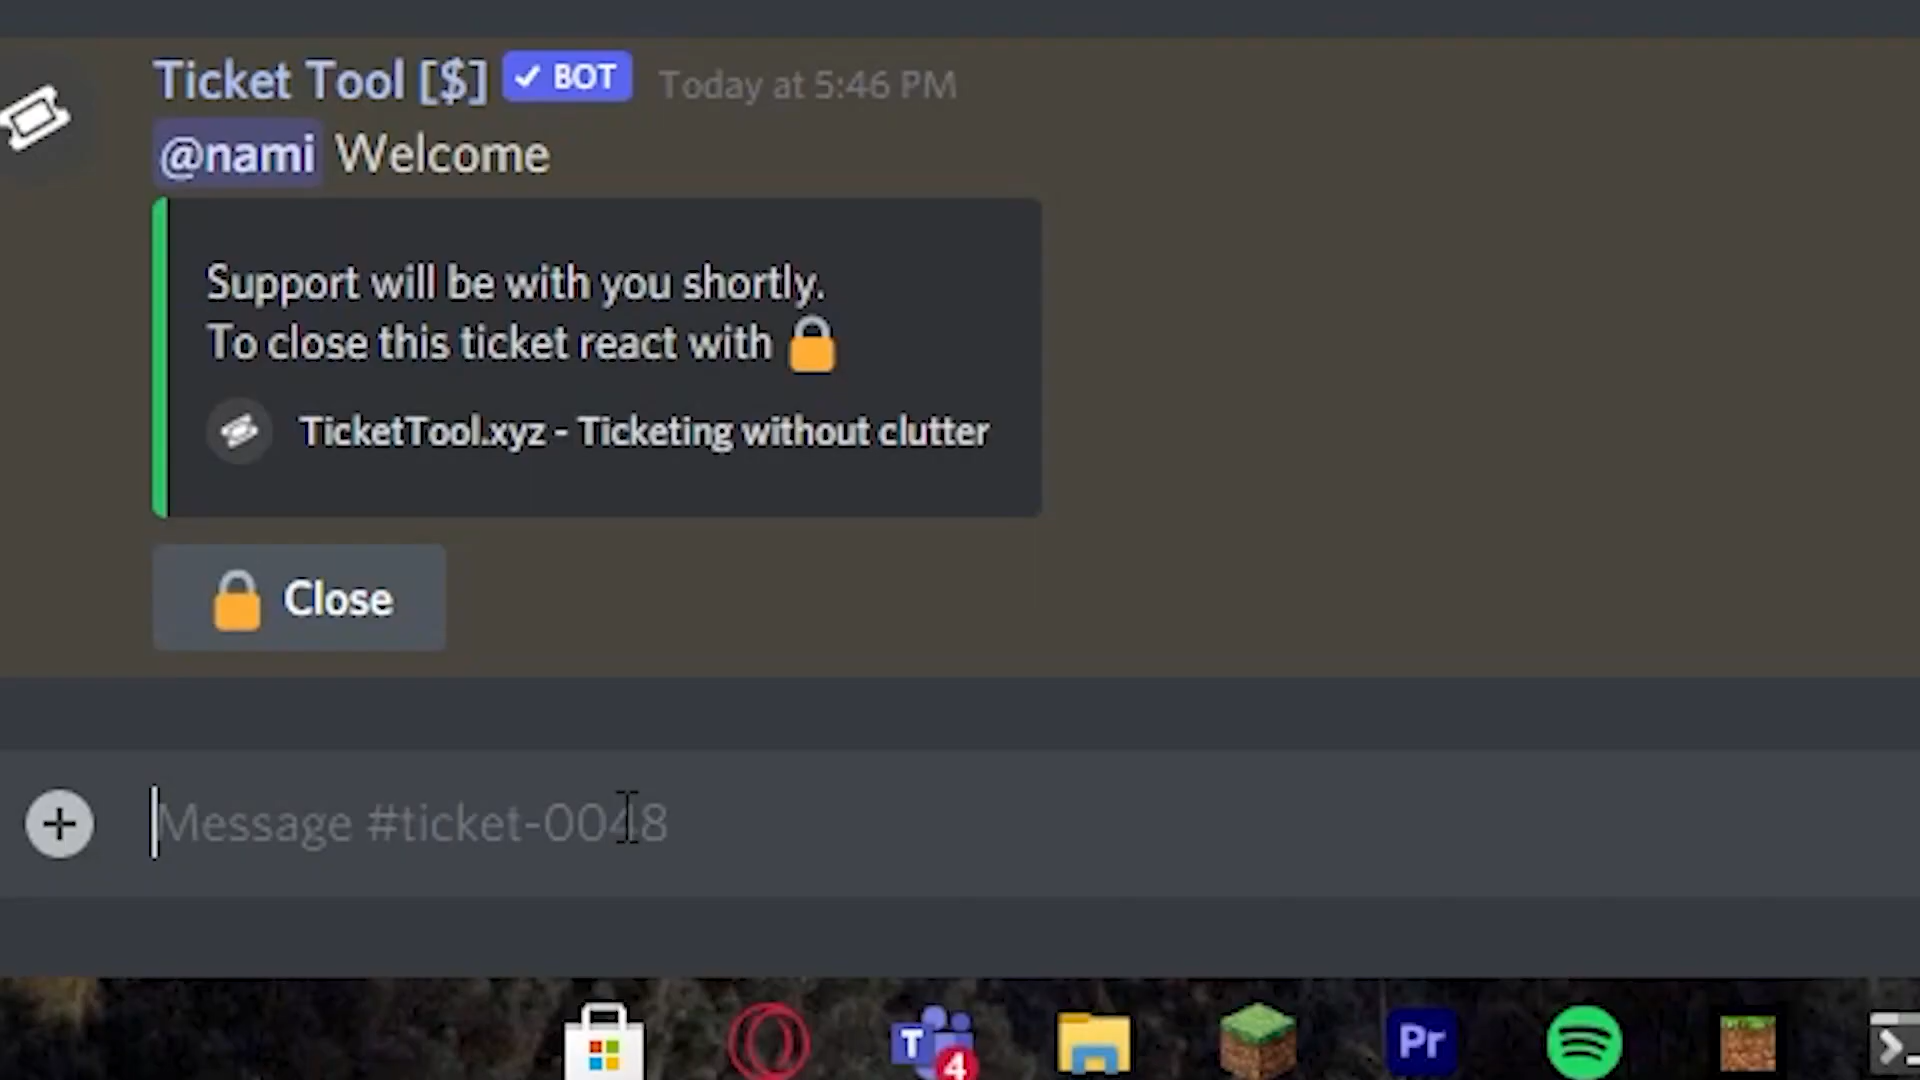 Ticket Tool [$] ✓ BOT Today at 5:46 PM
@nami Welcome
Support will be with you shortly.
To close this ticket react with 🔒
TicketTool.xyz - Ticketing without clutter
🔒 Close
Message #ticket-0048
T 4 Pr